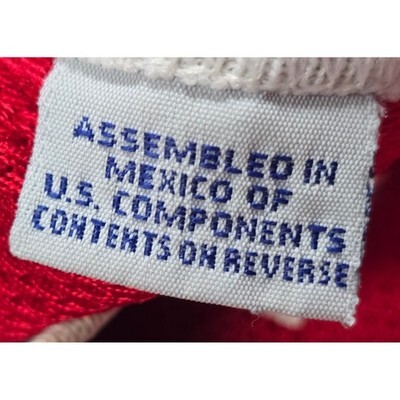 ASSEMBLED IN
MEXICO OF
U.S. COMPONENTS
CONTENTS ON REVERSE